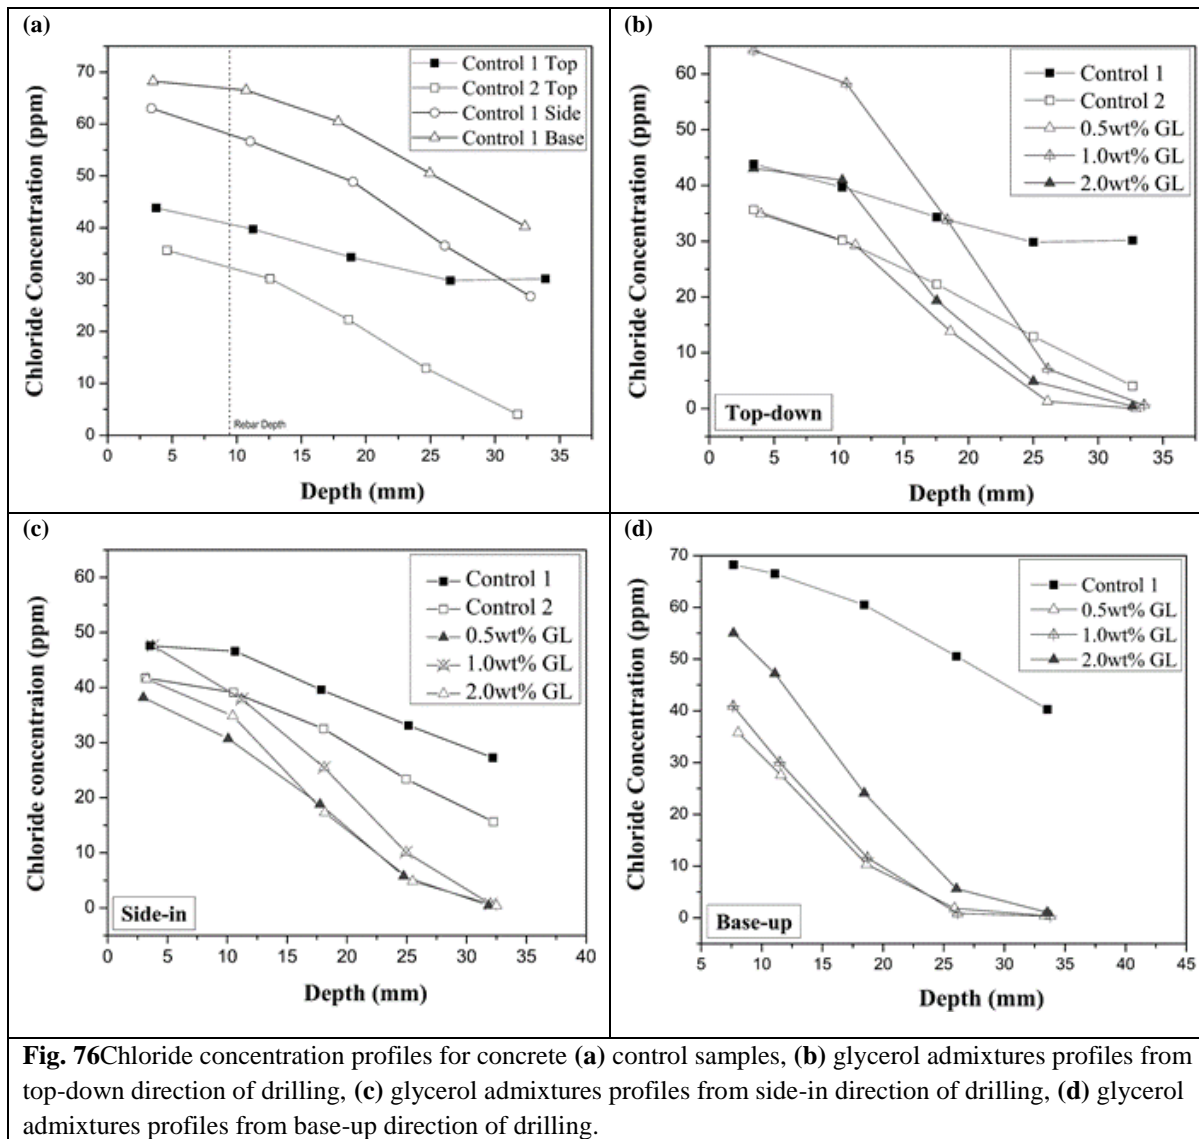 (a)
Chloride Concentration (ppm)
70
60
50
40
30
20
10
0
Control 1 Top
Control 2 Top
Control 1 Side
Control 1 Base
Rebar Depth
0 5 10 15 20 25 30 35
Depth (mm)
(b)
Chloride Concentration (ppm)
60
50
40
30
20
10
0
Control 1
Control 2
0.5wt% GL
1.0wt% GL
2.0wt% GL
Top-down
0 5 10 15 20 25 30 35
Depth (mm)
(c)
Chloride concentraion (ppm)
60
50
40
30
20
10
0
Control 1
Control 2
0.5wt% GL
1.0wt% GL
2.0wt% GL
Side-in
0 5 10 15 20 25 30 35 40
Depth (mm)
(d)
Chloride Concentration (ppm)
70
60
50
40
30
20
10
0
Control 1
0.5wt% GL
1.0wt% GL
2.0wt% GL
Base-up
5 10 15 20 25 30 35 40 45
Depth (mm)
Fig. 76Chloride concentration profiles for concrete (a) control samples, (b) glycerol admixtures profiles from
top-down direction of drilling, (c) glycerol admixtures profiles from side-in direction of drilling, (d) glycerol
admixtures profiles from base-up direction of drilling.